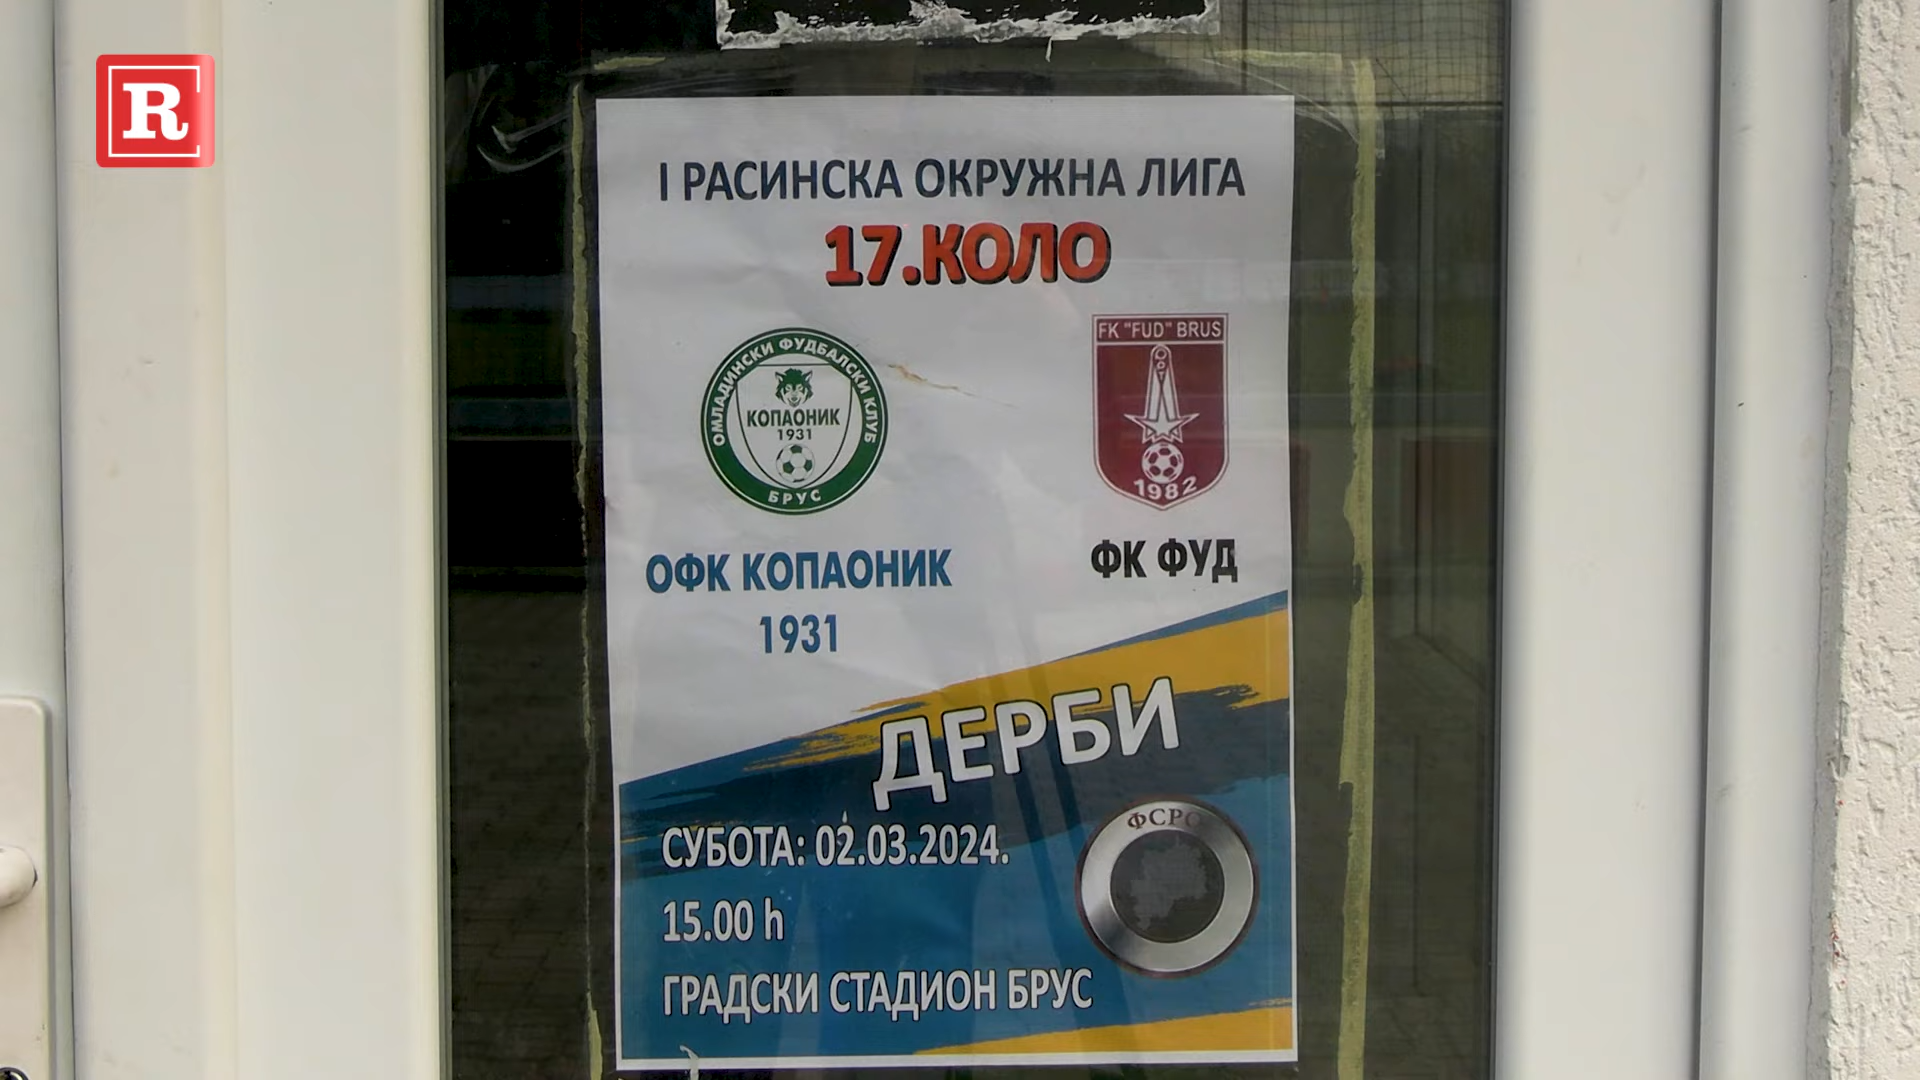 R
I РАСИНСКА ОКРУЖНА ЛИГА
17.КОЛО
ОМЛАДИНСКИ ФУДБАЛСКИ КЛУБ
КОПАОНИК
1931
БРУС
FK "FUD" BRUS
1982
ОФК КОПАОНИК
1931
ФК ФУД
ДЕРБИ
СУБОТА: 02.03.2024.
15.00 h
ГРАДСКИ СТАДИОН БРУС
ФСРО